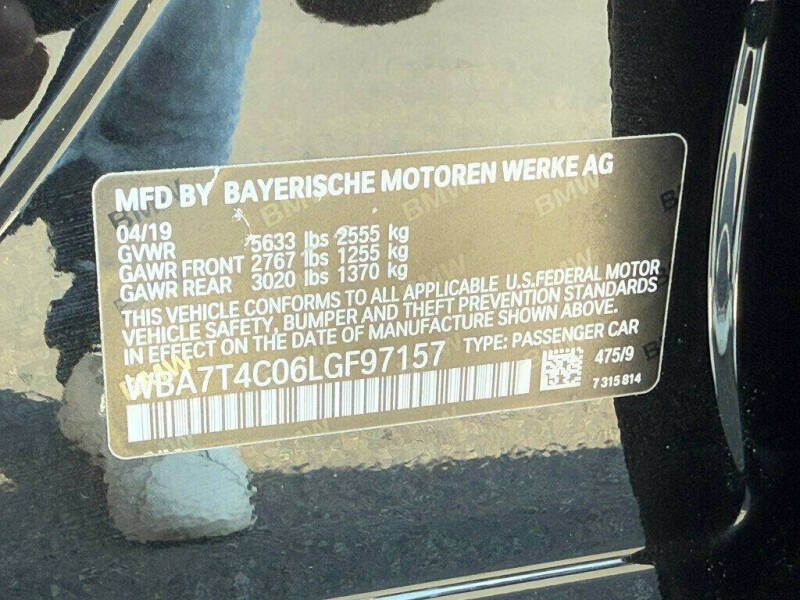 MFD BY BAYERISCHE MOTOREN WERKE AG
04/19
GVWR 5633 lbs 2555 kg
GAWR FRONT 2767 lbs 1255 kg
GAWR REAR 3020 lbs 1370 kg
THIS VEHICLE CONFORMS TO ALL APPLICABLE U.S.FEDERAL MOTOR
VEHICLE SAFETY, BUMPER AND THEFT PREVENTION STANDARDS
IN EFFECT ON THE DATE OF MANUFACTURE SHOWN ABOVE.
WBA7T4C06LGF97157 TYPE: PASSENGER CAR
475/9
7 315 814